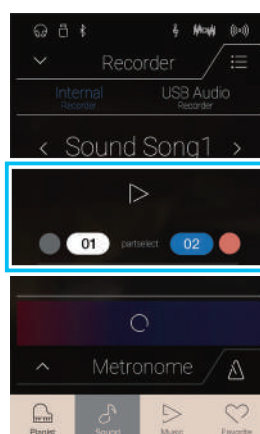 Recorder
Internal USB Audio
Recorder Recorder
< Sound Song1 >
01 partselect 02
Metronome
Pianist Sound Music Favorite